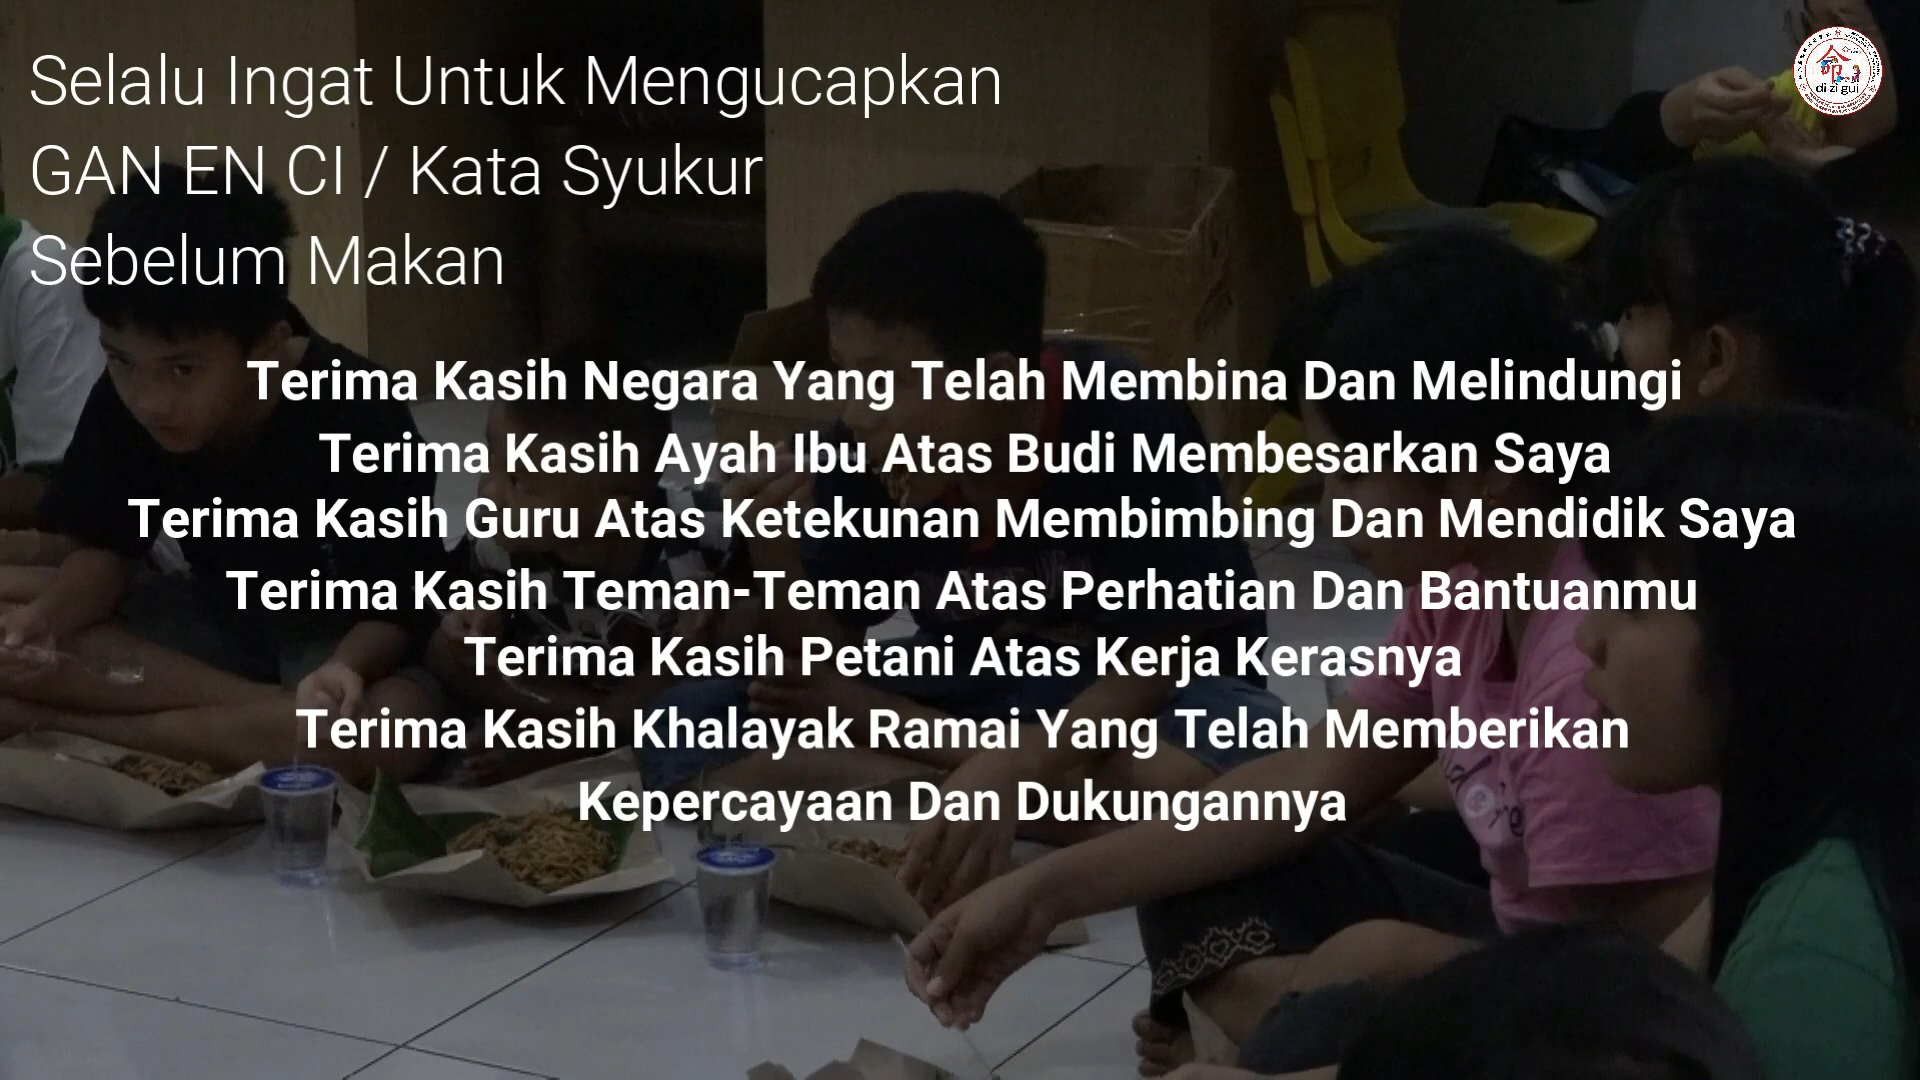 Selalu Ingat Untuk Mengucapkan
GAN EN CI / Kata Syukur
Sebelum Makan
di zi gui
Terima Kasih Negara Yang Telah Membina Dan Melindungi
Terima Kasih Ayah Ibu Atas Budi Membesarkan Saya
Terima Kasih Guru Atas Ketekunan Membimbing Dan Mendidik Saya
Terima Kasih Teman-Teman Atas Perhatian Dan Bantuanmu
Terima Kasih Petani Atas Kerja Kerasnya
Terima Kasih Khalayak Ramai Yang Telah Memberikan
Kepercayaan Dan Dukungannya